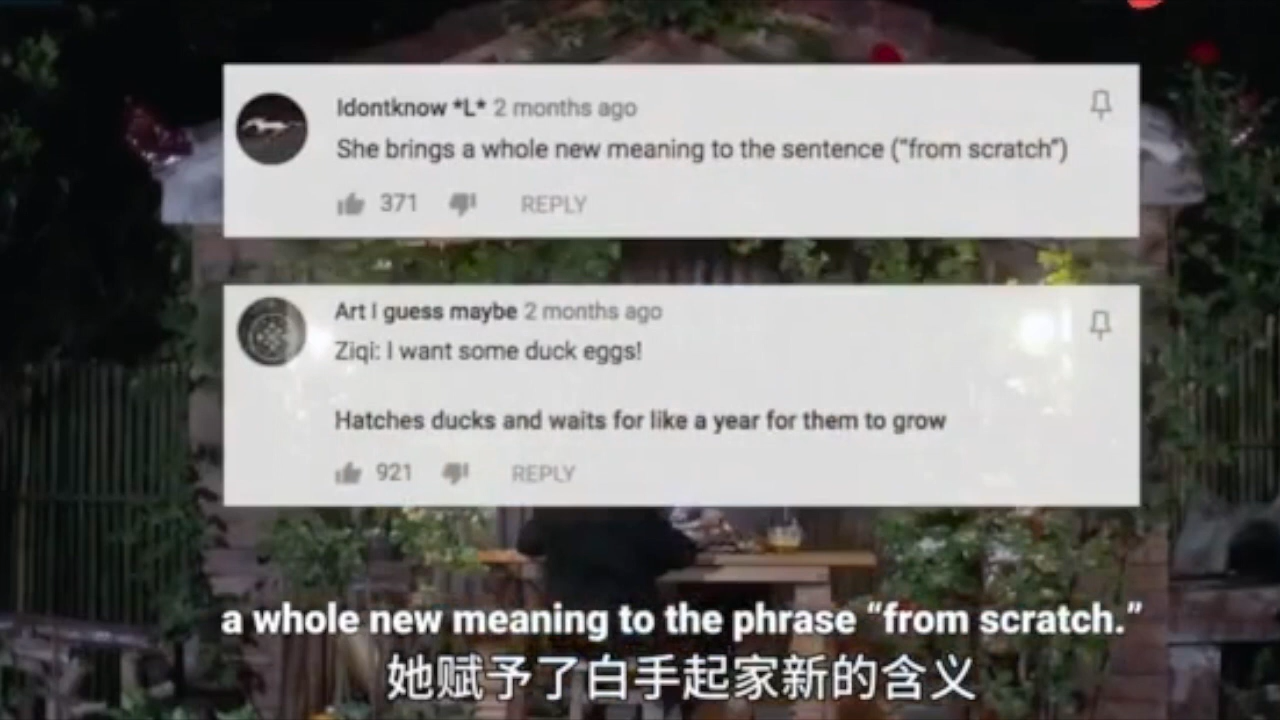 Idontknow *L* 2 months ago
She brings a whole new meaning to the sentence ("from scratch")
371 REPLY
Art I guess maybe 2 months ago
Ziqi: I want some duck eggs!
Hatches ducks and waits for like a year for them to grow
921 REPLY
a whole new meaning to the phrase “from scratch.”
她赋予了白手起家新的含义